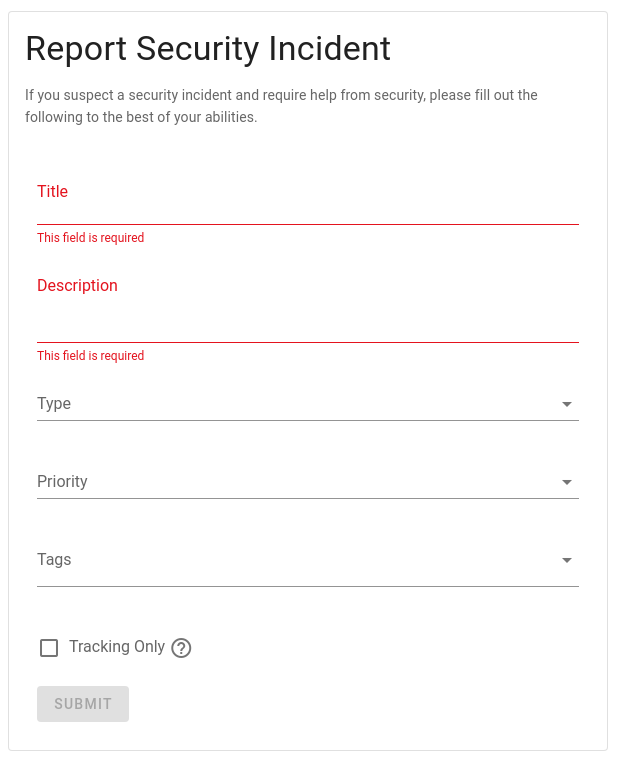 Report Security Incident
If you suspect a security incident and require help from security, please fill out the
following to the best of your abilities.
Title
This field is required
Description
This field is required
Type
Priority
Tags
Tracking Only ?
SUBMIT